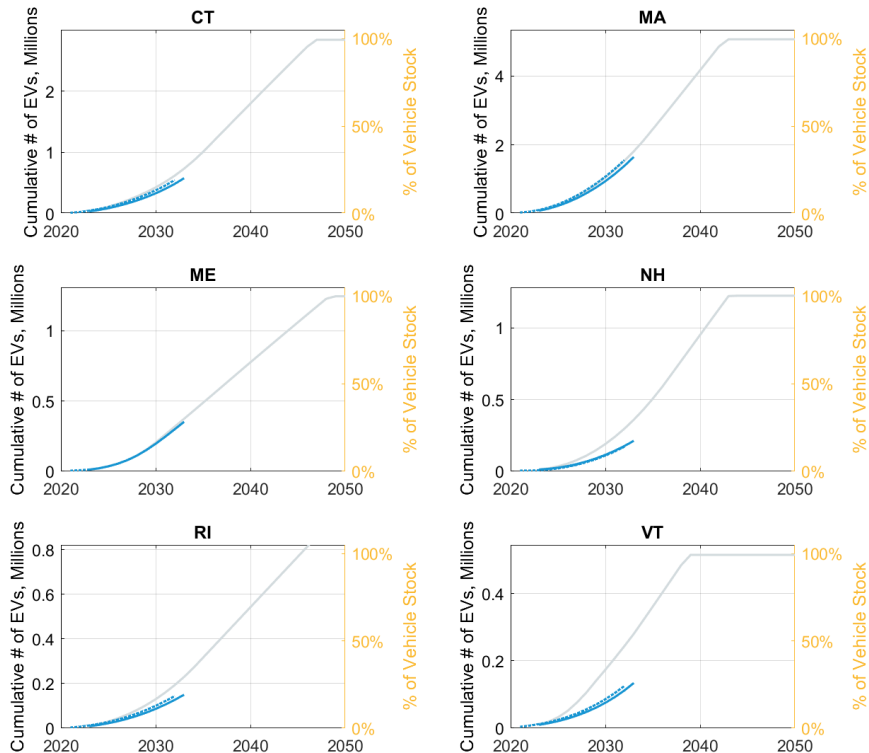 CT
Cumulative # of EVs, Millions
2
1
0
100%
50%
0%
% of Vehicle Stock
2020 2030 2040 2050
MA
Cumulative # of EVs, Millions
4
2
0
100%
50%
0%
% of Vehicle Stock
2020 2030 2040 2050
ME
Cumulative # of EVs, Millions
1
0.5
0
100%
50%
0%
% of Vehicle Stock
2020 2030 2040 2050
NH
Cumulative # of EVs, Millions
1
0.5
0
100%
50%
0%
% of Vehicle Stock
2020 2030 2040 2050
RI
Cumulative # of EVs, Millions
0.8
0.6
0.4
0.2
0
100%
50%
0%
% of Vehicle Stock
2020 2030 2040 2050
VT
Cumulative # of EVs, Millions
0.4
0.2
0
100%
50%
0%
% of Vehicle Stock
2020 2030 2040 2050